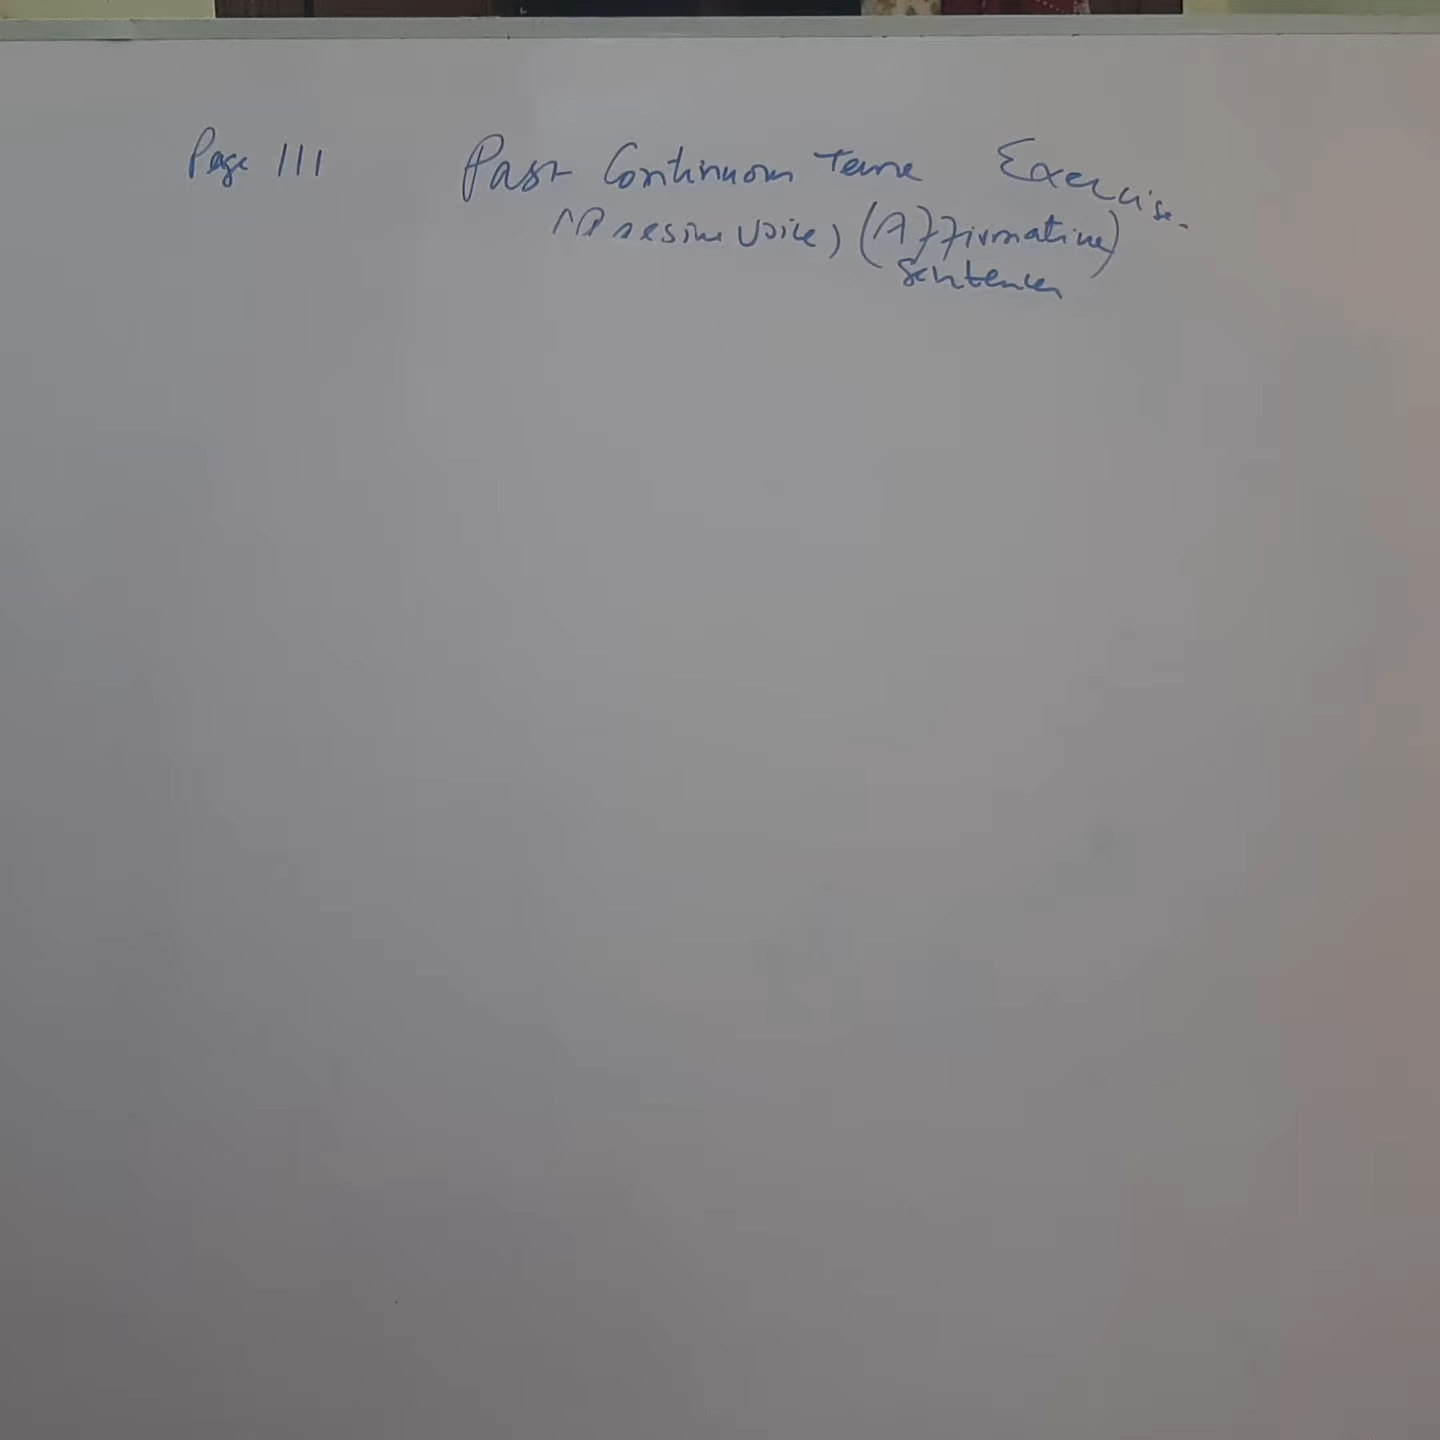 Page 111 Past Continuous Tense Exercise.
(Passive Voice) (Affirmative)
Sentences